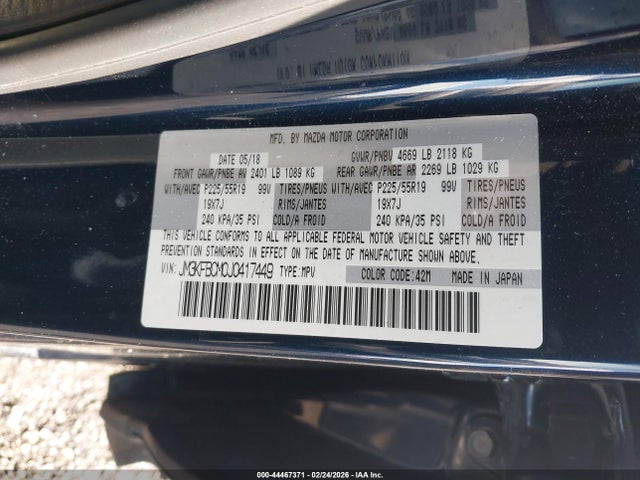 MFD. BY MAZDA MOTOR CORPORATION
DATE 05/18 GVWR/PNBV 4669 LB 2118 KG
FRONT GAWR/PNBE AV 2401 LB 1089 KG REAR GAWR/PNBE AR 2269 LB 1029 KG
WITH/AVEC P225/55R19 99V TIRES/PNEUS WITH/AVEC P225/55R19 99V TIRES/PNEUS
19X7J RIMS/JANTES 19X7J RIMS/JANTES
240 KPA/35 PSI COLD/A FROID 240 KPA/35 PSI COLD/A FROID
THIS VEHICLE CONFORMS TO ALL APPLICABLE FEDERAL MOTOR VEHICLE SAFETY AND THEFT
PREVENTION STANDARDS IN EFFECT ON THE DATE OF MANUFACTURE SHOWN ABOVE.
VIN: JM3KFBCM0J0417449 TYPE: MPV COLOR CODE: 42M MADE IN JAPAN
000-44467371 - 02/24/2026 - IAAI.COM